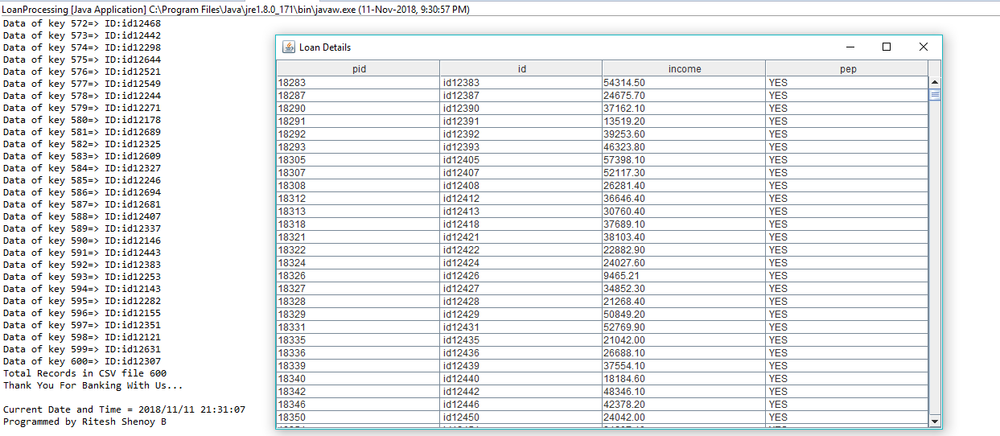 LoanProcessing [Java Application] C:\Program Files\Java\jre1.8.0_171\bin\javaw.exe (11-Nov-2018, 9:30:57 PM)
Data of key 572=> ID:id12468
Data of key 573=> ID:id12442
Data of key 574=> ID:id12298
Data of key 575=> ID:id12644
Data of key 576=> ID:id12521
Data of key 577=> ID:id12549
Data of key 578=> ID:id12244
Data of key 579=> ID:id12271
Data of key 580=> ID:id12178
Data of key 581=> ID:id12689
Data of key 582=> ID:id12325
Data of key 583=> ID:id12609
Data of key 584=> ID:id12327
Data of key 585=> ID:id12246
Data of key 586=> ID:id12694
Data of key 587=> ID:id12681
Data of key 588=> ID:id12407
Data of key 589=> ID:id12337
Data of key 590=> ID:id12146
Data of key 591=> ID:id12443
Data of key 592=> ID:id12383
Data of key 593=> ID:id12253
Data of key 594=> ID:id12143
Data of key 595=> ID:id12282
Data of key 596=> ID:id12155
Data of key 597=> ID:id12351
Data of key 598=> ID:id12121
Data of key 599=> ID:id12631
Data of key 600=> ID:id12307
Total Records in CSV file 600
Thank You For Banking With Us...
Current Date and Time = 2018/11/11 21:31:07
Programmed by Ritesh Shenoy B
Loan Details
pid id income pep
18283 id12383 54314.50 YES
18287 id12387 24675.70 YES
18290 id12390 37162.10 YES
18291 id12391 13519.20 YES
18292 id12392 39253.60 YES
18293 id12393 46323.80 YES
18305 id12405 57398.10 YES
18307 id12407 52117.30 YES
18308 id12408 26281.40 YES
18312 id12412 36646.40 YES
18313 id12413 30760.40 YES
18318 id12418 37689.10 YES
18321 id12421 38103.40 YES
18322 id12422 22882.90 YES
18324 id12424 24027.60 YES
18326 id12426 9465.21 YES
18327 id12427 34852.30 YES
18328 id12428 21268.40 YES
18329 id12429 50849.20 YES
18331 id12431 52769.90 YES
18335 id12435 21042.00 YES
18336 id12436 26688.10 YES
18339 id12439 37554.10 YES
18340 id12440 18184.60 YES
18342 id12442 48346.10 YES
18346 id12446 42378.20 YES
18350 id12450 24042.00 YES